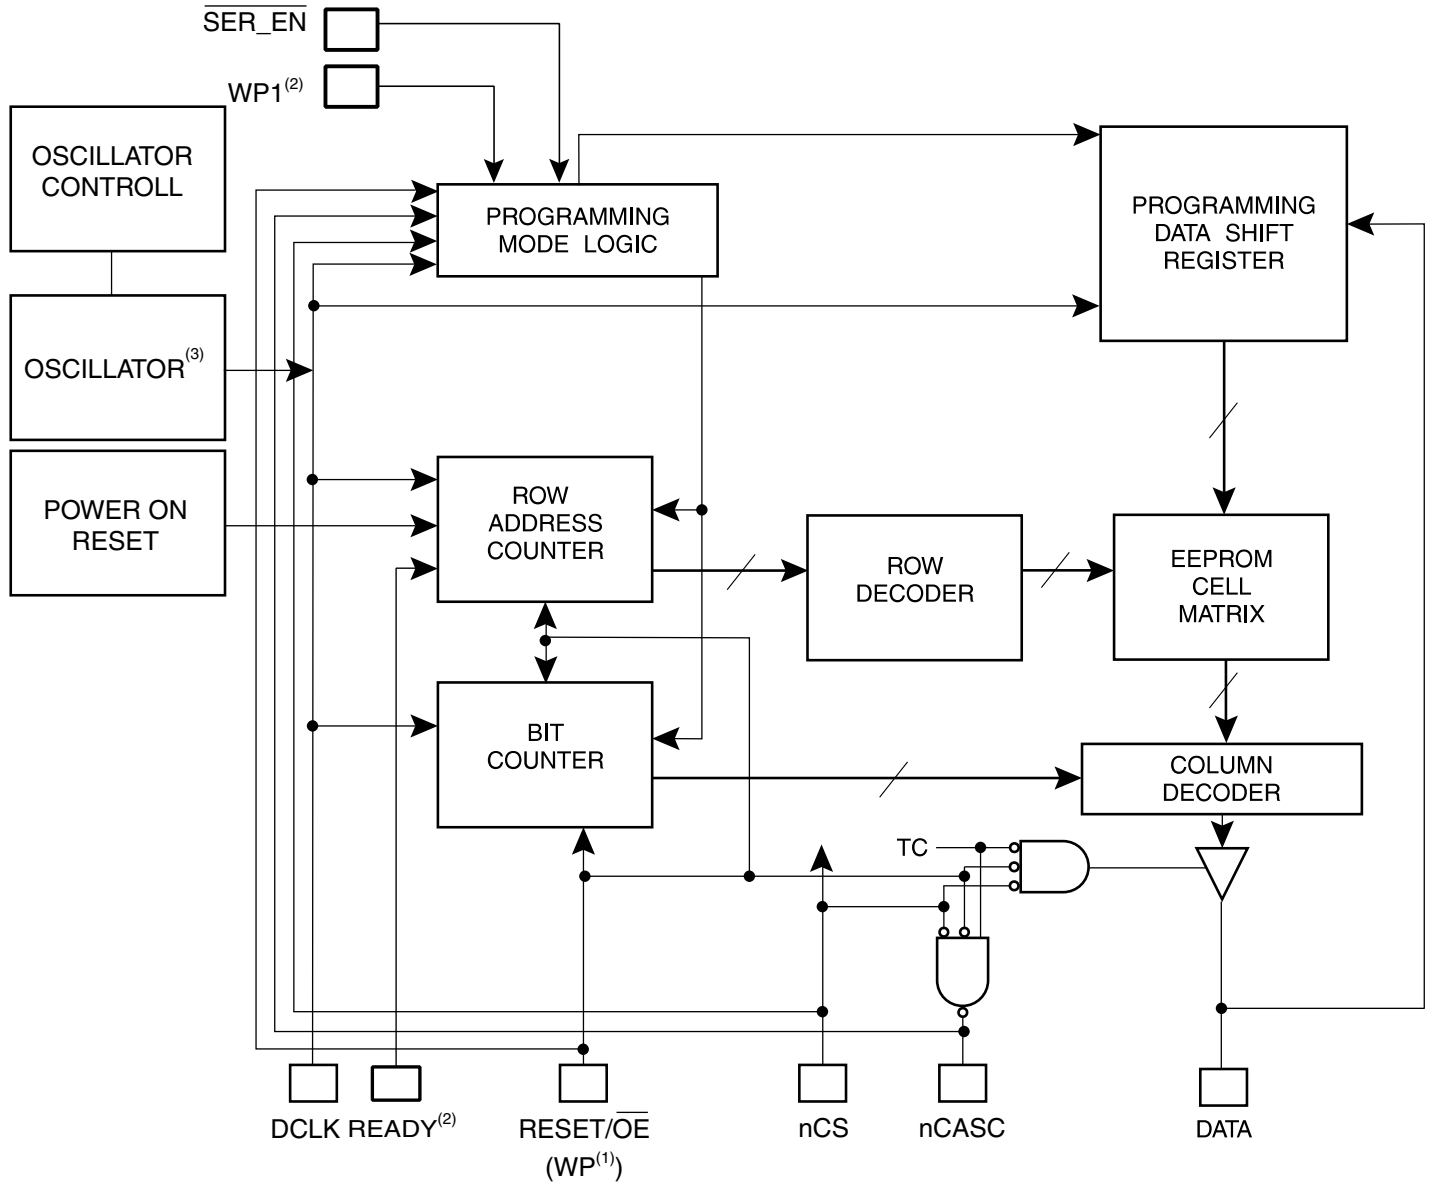 SER_EN
WP1(2)
OSCILLATOR
CONTROLL
PROGRAMMING
MODE LOGIC
PROGRAMMING
DATA SHIFT
REGISTER
OSCILLATOR(3)
POWER ON
RESET
ROW
ADDRESS
COUNTER
ROW
DECODER
EEPROM
CELL
MATRIX
BIT
COUNTER
COLUMN
DECODER
TC
DCLK
READY(2)
RESET/OE
(WP(1))
nCS
nCASC
DATA